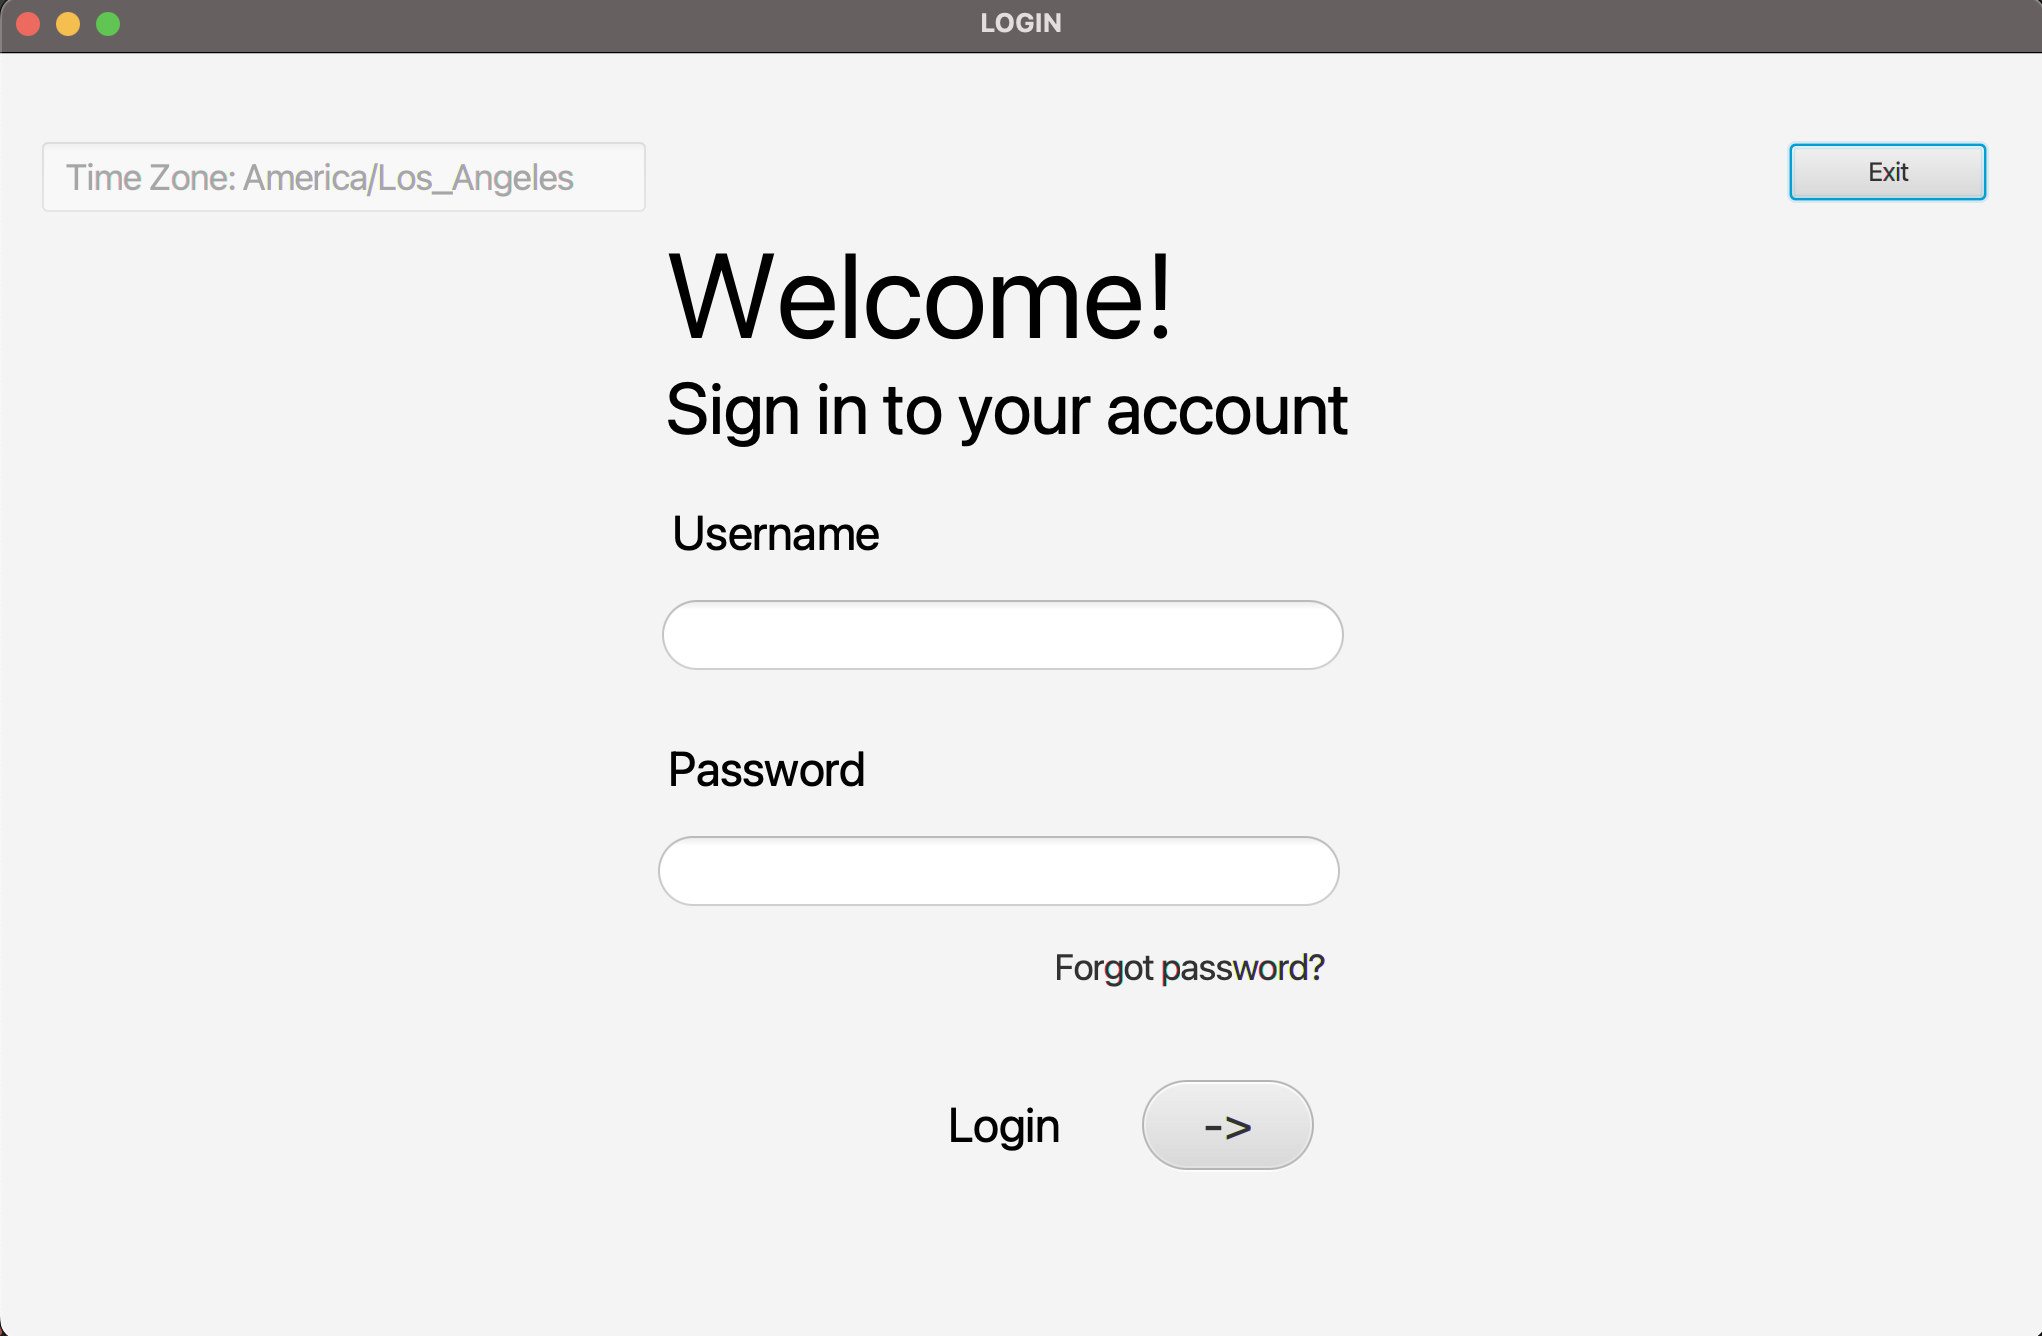 LOGIN
Time Zone: America/Los_Angeles
Exit
Welcome!
Sign in to your account
Username
Password
Forgot password?
Login
->